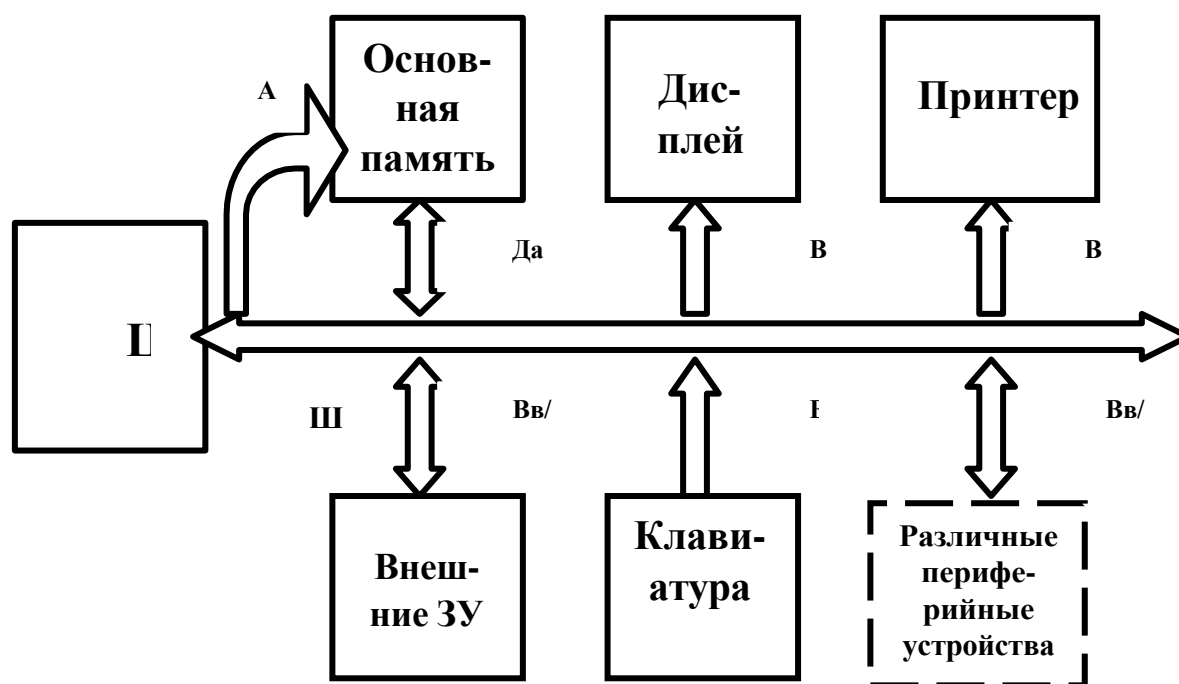 А
Основ-
ная
память
Дис-
плей
Принтер
Да
В
В
Ш
Вв/
Вв/
Внеш-
ние ЗУ
Клави-
атура
Различные
перифе-
рийные
устройства